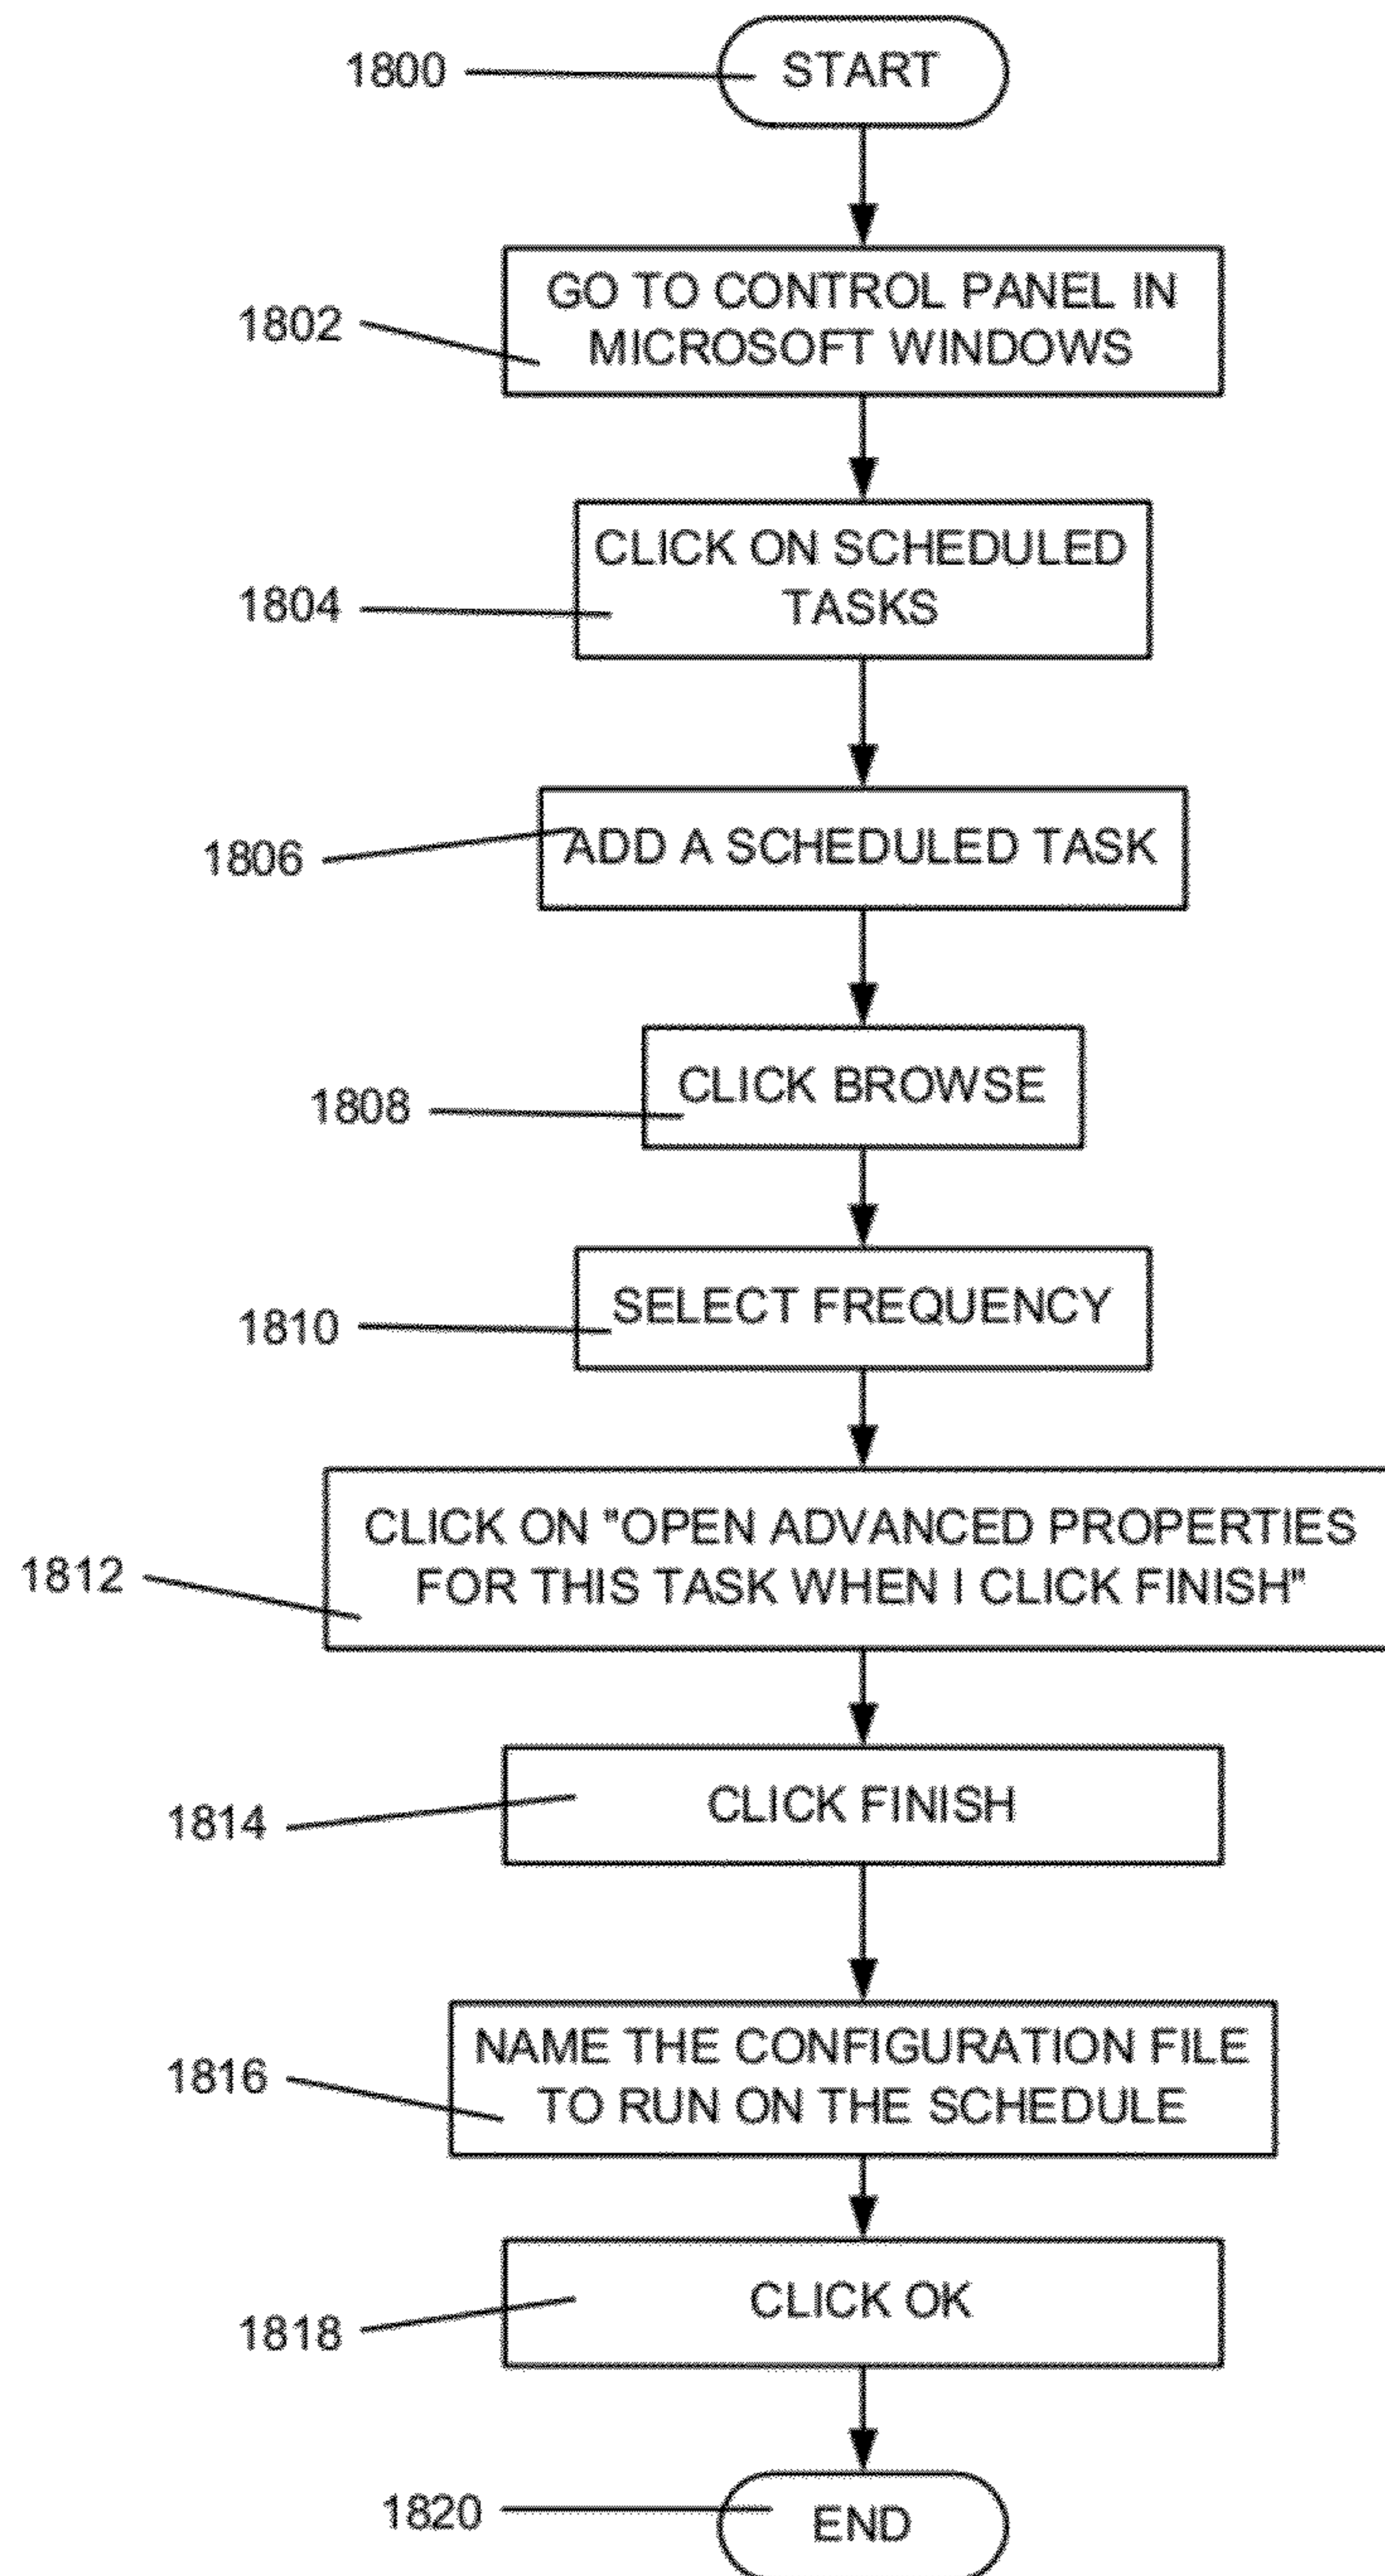 1800
START
1802
GO TO CONTROL PANEL IN
MICROSOFT WINDOWS
1804
CLICK ON SCHEDULED
TASKS
1806
ADD A SCHEDULED TASK
1808
CLICK BROWSE
1810
SELECT FREQUENCY
1812
CLICK ON "OPEN ADVANCED PROPERTIES
FOR THIS TASK WHEN I CLICK FINISH"
1814
CLICK FINISH
1816
NAME THE CONFIGURATION FILE
TO RUN ON THE SCHEDULE
1818
CLICK OK
1820
END